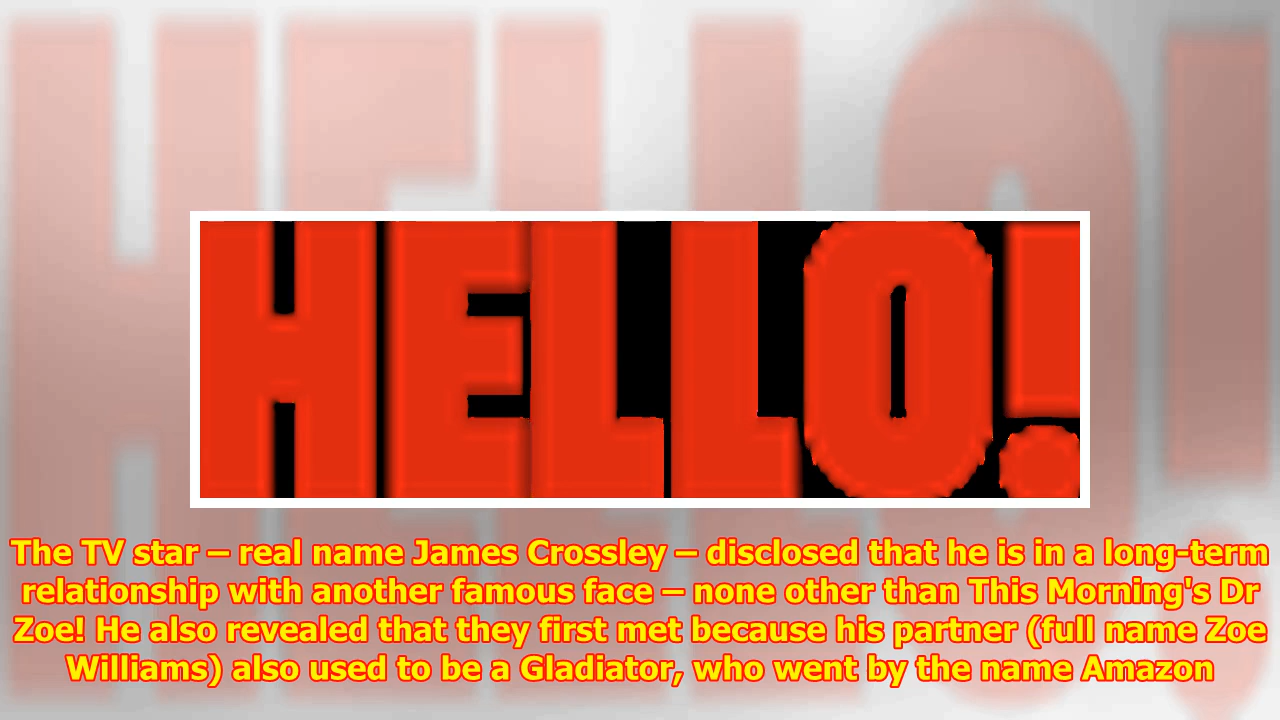 HELLO!
The TV star – real name James Crossley – disclosed that he is in a long-term
relationship with another famous face – none other than This Morning's Dr
Zoe! He also revealed that they first met because his partner (full name Zoe
Williams) also used to be a Gladiator, who went by the name Amazon